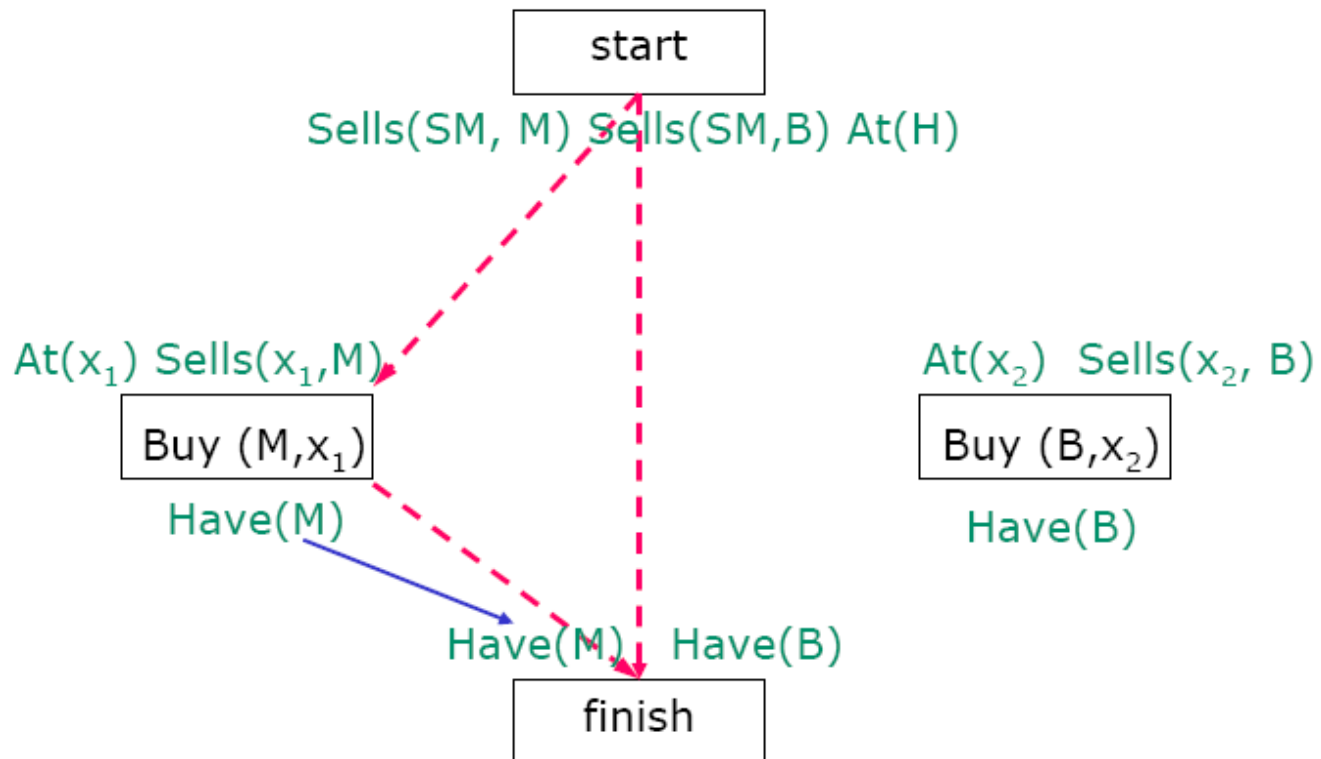 start
Sells(SM, M) Sells(SM,B) At(H)
At(x₁) Sells(x₁,M)
At(x₂) Sells(x₂, B)
Buy (M,x₁)
Buy (B,x₂)
Have(M)
Have(B)
Have(M) Have(B)
finish